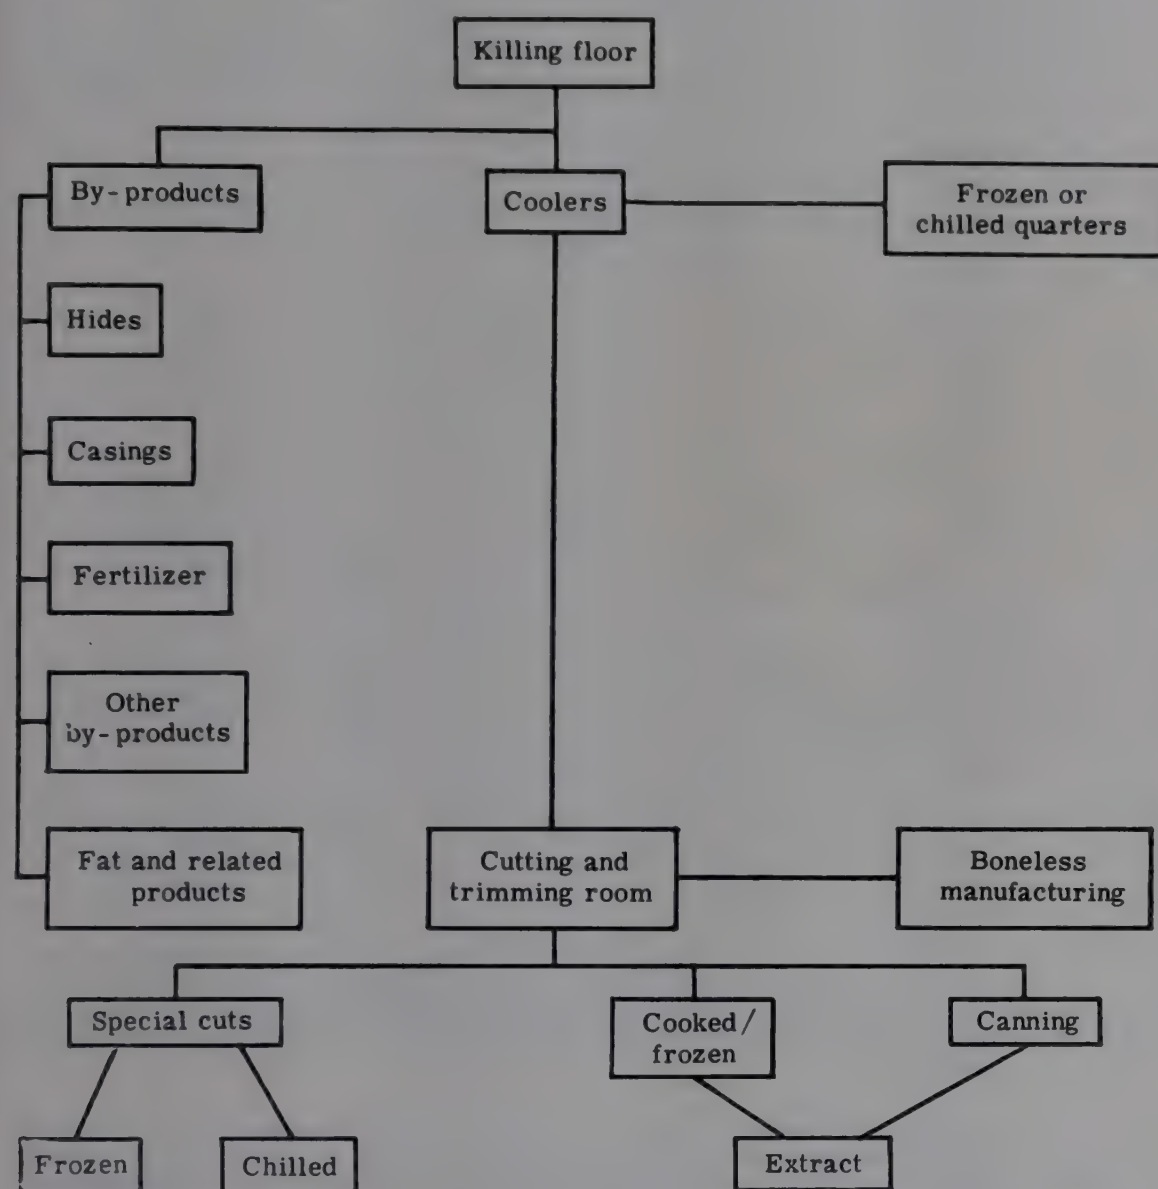 Killing floor
By-products
Coolers
Frozen or
chilled quarters
Hides
Casings
Fertilizer
Other
by-products
Fat and related
products
Cutting and
trimming room
Boneless
manufacturing
Special cuts
Cooked/
frozen
Canning
Frozen
Chilled
Extract